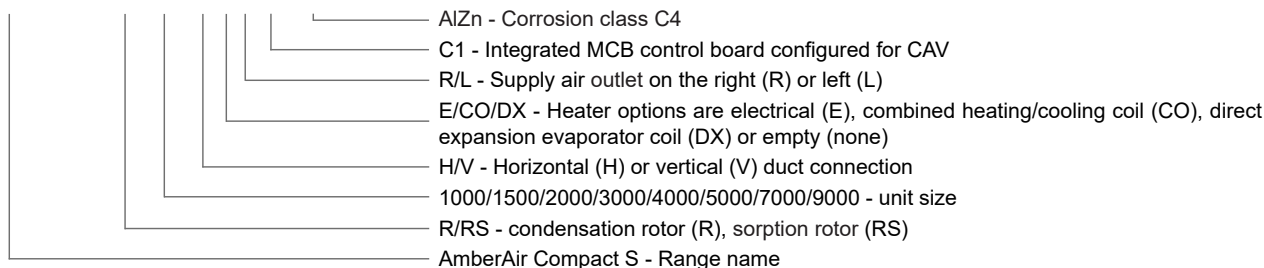 AlZn - Corrosion class C4
C1 - Integrated MCB control board configured for CAV
R/L - Supply air outlet on the right (R) or left (L)
E/CO/DX - Heater options are electrical (E), combined heating/cooling coil (CO), direct
expansion evaporator coil (DX) or empty (none)
H/V - Horizontal (H) or vertical (V) duct connection
1000/1500/2000/3000/4000/5000/7000/9000 - unit size
R/RS - condensation rotor (R), sorption rotor (RS)
AmberAir Compact S - Range name